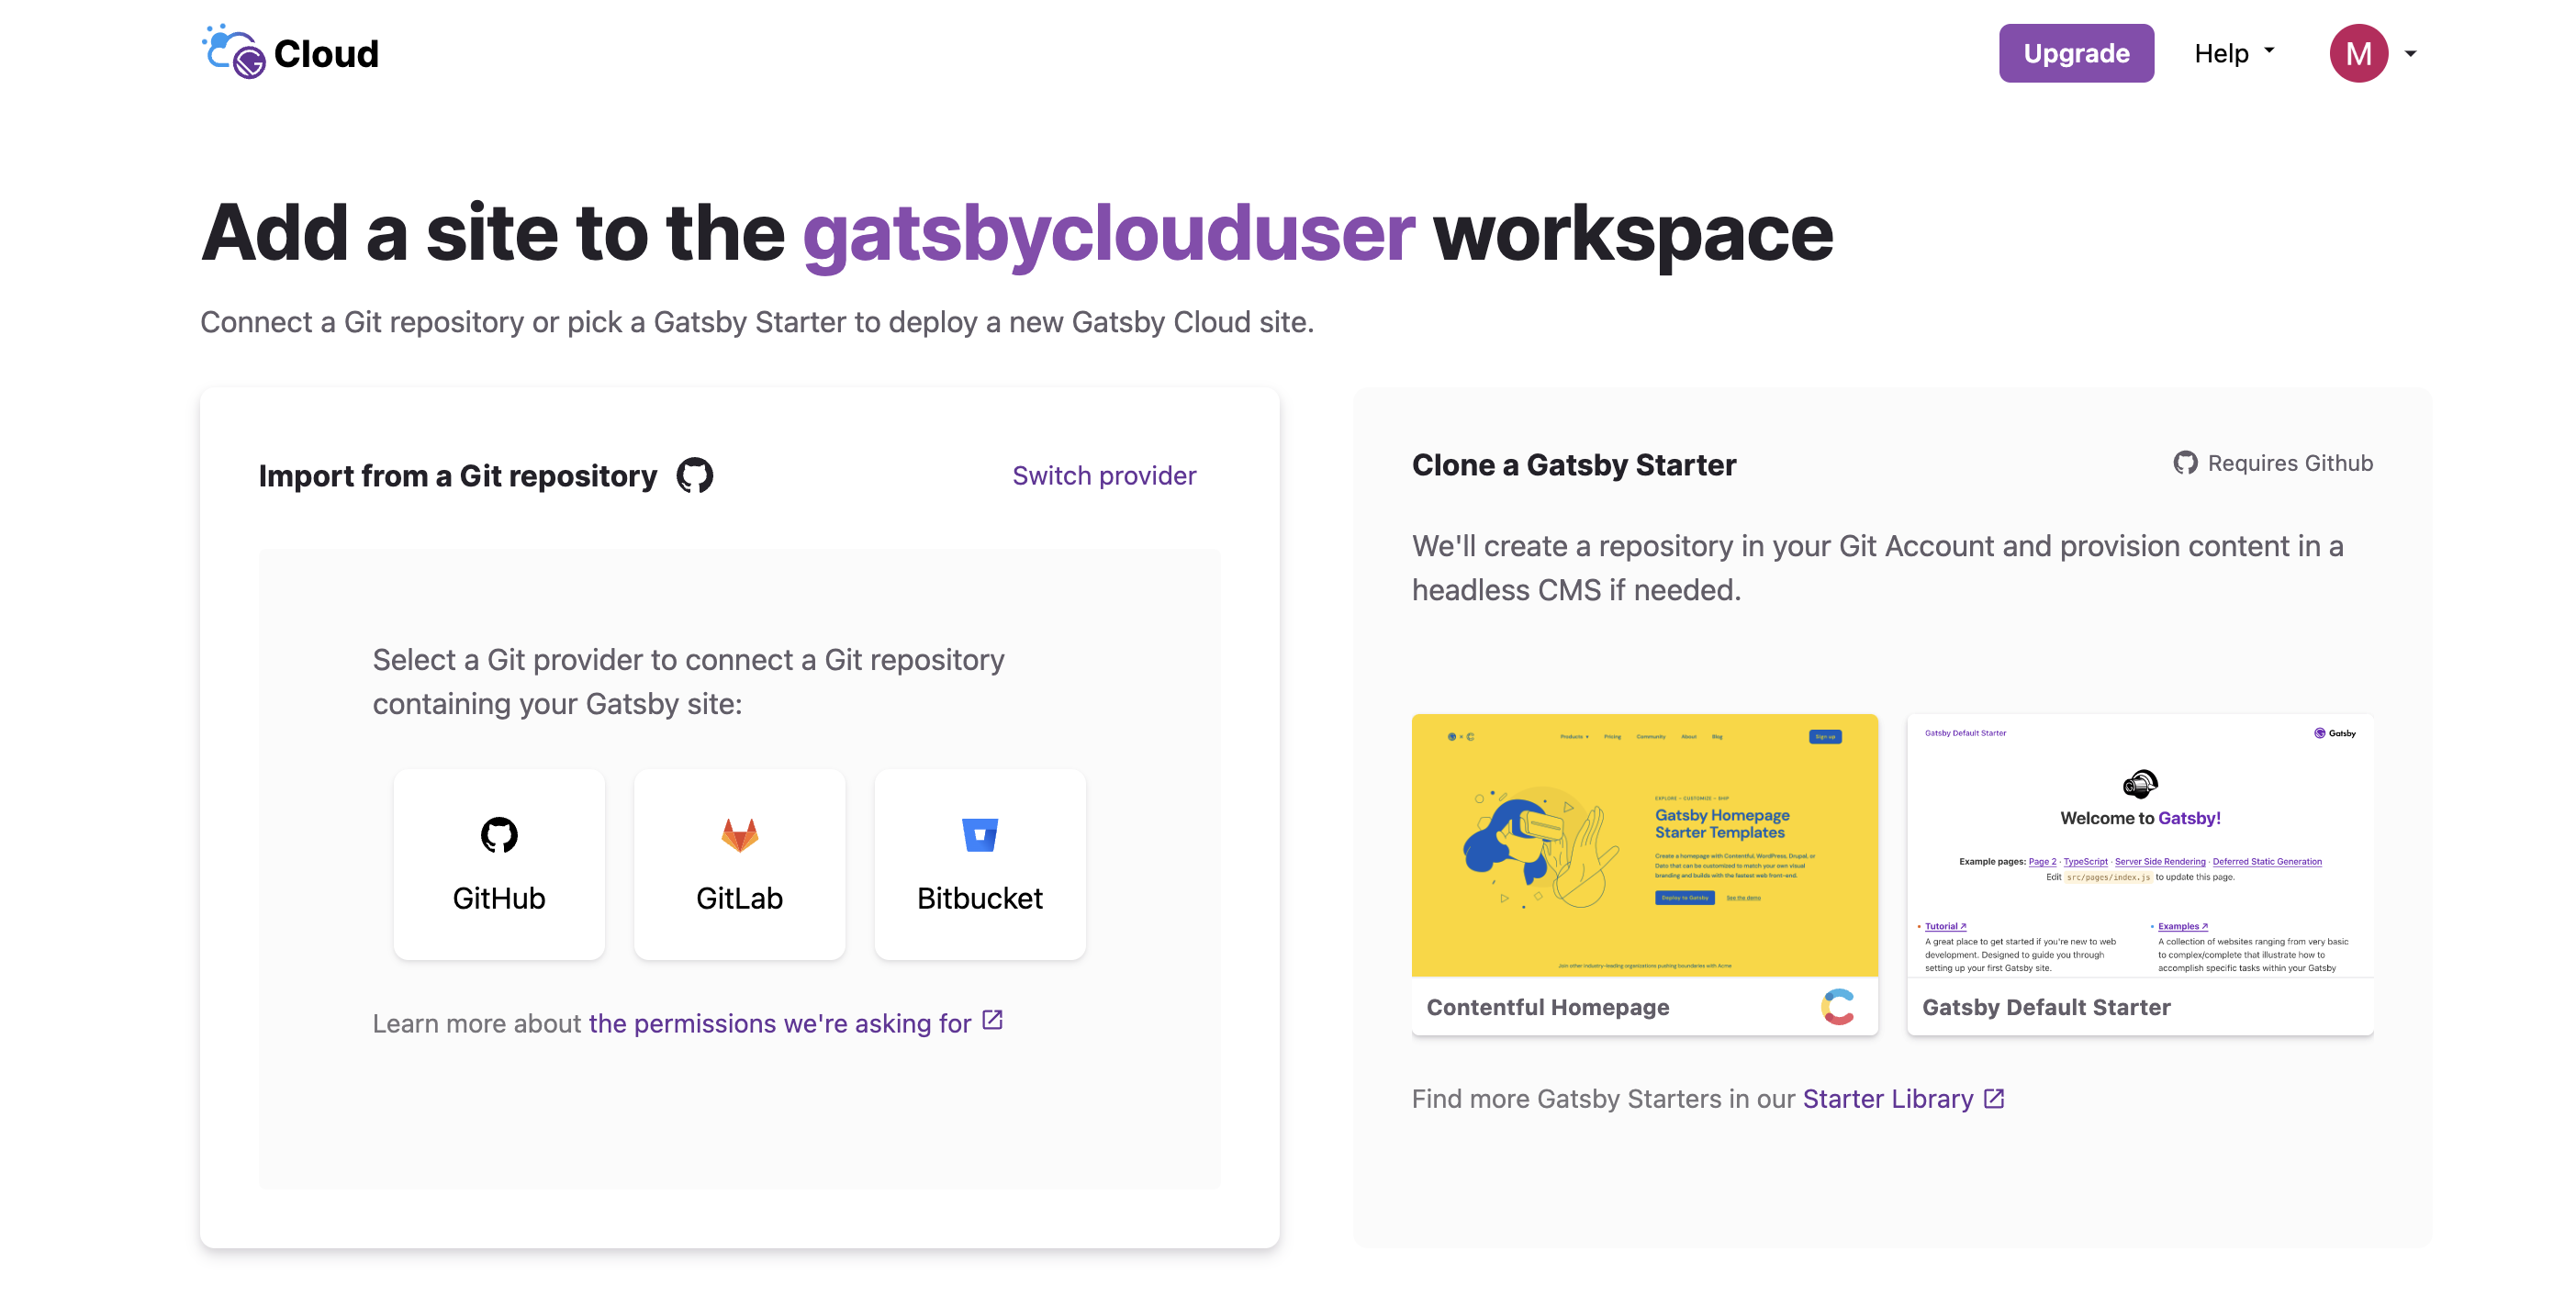 Cloud
Upgrade
Help
M
Add a site to the gatsbyclouduser workspace
Connect a Git repository or pick a Gatsby Starter to deploy a new Gatsby Cloud site.
Import from a Git repository
Switch provider
Select a Git provider to connect a Git repository
containing your Gatsby site:
GitHub
GitLab
Bitbucket
Learn more about the permissions we're asking for
Clone a Gatsby Starter
Requires Github
We'll create a repository in your Git Account and provision content in a
headless CMS if needed.
Products
Pricing
Community
About
Blog
Sign up
EXPLORE – CUSTOMIZE – SHIP
Gatsby Homepage
Starter Templates
Create a homepage with Contentful, WordPress, Drupal, or
Dato that can be customized to match your own visual
branding and builds with the fastest web front-end.
Deploy to Gatsby
See the demo
Join other industry-leading organizations pushing boundaries with Acme
Contentful Homepage
Gatsby Default Starter
Gatsby
Welcome to Gatsby!
Example pages: Page 2 · TypeScript · Server Side Rendering · Deferred Static Generation
Edit src/pages/index.js to update this page.
Tutorial ↗
A great place to get started if you're new to web
development. Designed to guide you through
setting up your first Gatsby site.
Examples ↗
A collection of websites ranging from very basic
to complex/complete that illustrate how to
accomplish specific tasks within your Gatsby
Gatsby Default Starter
Find more Gatsby Starters in our Starter Library